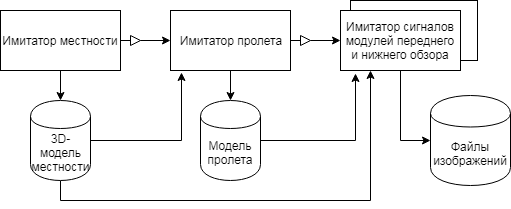 Имитатор местности
Имитатор пролета
Имитатор сигналов
модулей переднего
и нижнего обзора
3D-
модель
местности
Модель
пролета
Файлы
изображений